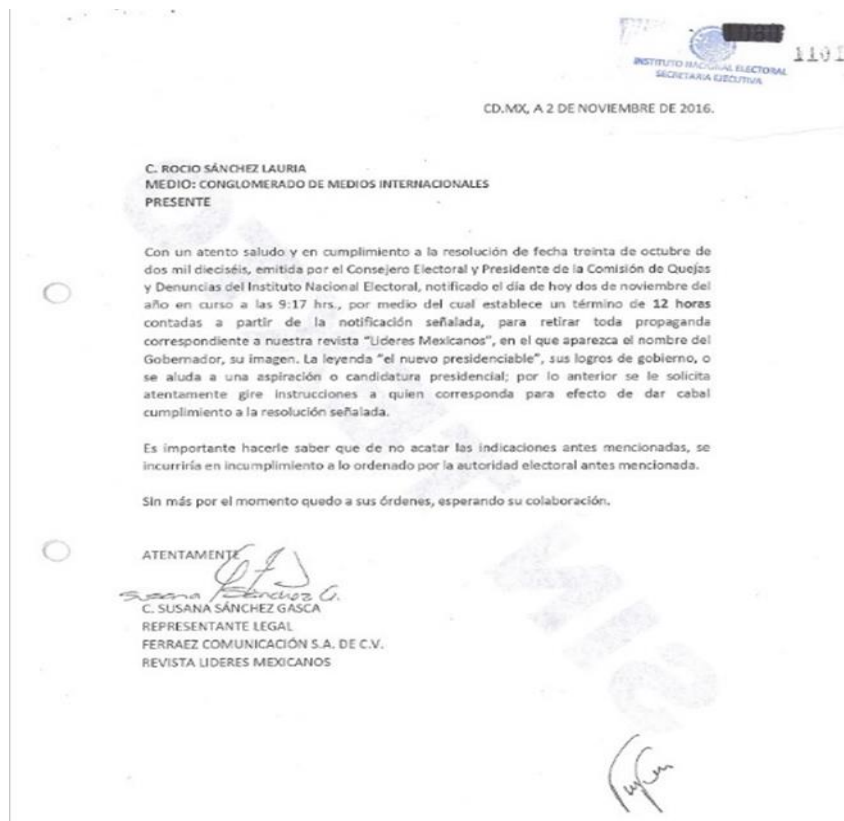 1101
INSTITUTO NACIONAL ELECTORAL
SECRETARIA EJECUTIVA
CD.MX, A 2 DE NOVIEMBRE DE 2016.
C. ROCIO SÁNCHEZ LAURIA
MEDIO: CONGLOMERADO DE MEDIOS INTERNACIONALES
PRESENTE
Con un atento saludo y en cumplimiento a la resolución de fecha treinta de octubre de
dos mil dieciséis, emitida por el Consejero Electoral y Presidente de la Comisión de Quejas
y Denuncias del Instituto Nacional Electoral, notificado el día de hoy dos de noviembre del
año en curso a las 9:17 hrs., por medio del cual establece un término de 12 horas
contadas a partir de la notificación señalada, para retirar toda propaganda
correspondiente a nuestra revista "Lideres Mexicanos", en el que aparezca el nombre del
Gobernador, su imagen. La leyenda "el nuevo presidenciable", sus logros de gobierno, o
se aluda a una aspiración o candidatura presidencial; por lo anterior se le solicita
atentamente gire instrucciones a quien corresponda para efecto de dar cabal
cumplimiento a la resolución señalada.
Es importante hacerle saber que de no acatar las indicaciones antes mencionadas, se
incurriría en incumplimiento a lo ordenado por la autoridad electoral antes mencionada.
Sin más por el momento quedo a sus órdenes, esperando su colaboración.
ATENTAMENTE
Susana Sánchez G.
C. SUSANA SÁNCHEZ GASCA
REPRESENTANTE LEGAL
FERRAEZ COMUNICACIÓN S.A. DE C.V.
REVISTA LIDERES MEXICANOS